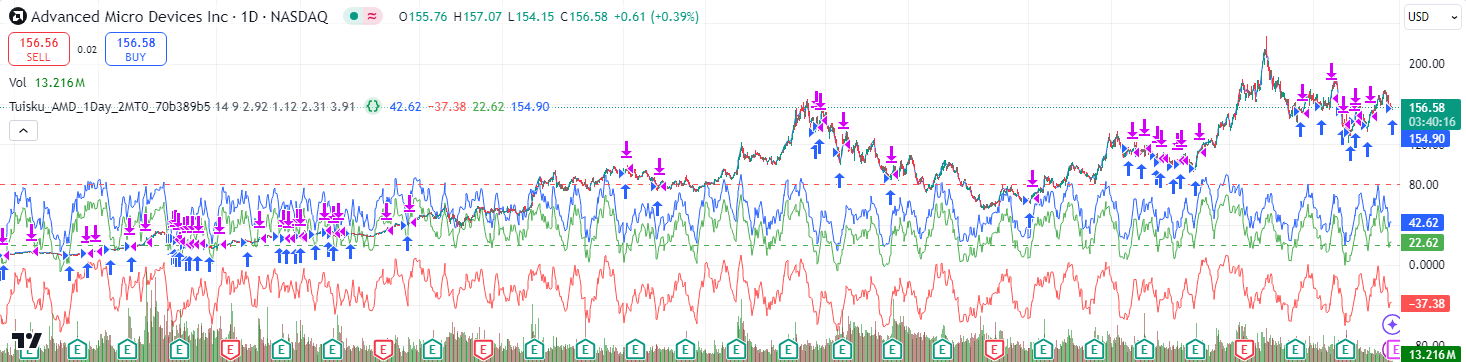 Advanced Micro Devices Inc · 1D · NASDAQ O155.76 H157.07 L154.15 C156.58 +0.61 (+0.39%)
USD
156.56 SELL
0.02
156.58 BUY
Vol 13.216M
Tuisku_AMD_1Day_2MT0_70b389b5 14 9 2.92 1.12 2.31 3.91 {} 42.62 −37.38 22.62 154.90
200.00
156.58
03:40:16
154.90
80.00
42.62
22.62
0.0000
−37.38
13.216M
E E E E E E E E E E E E E E E E E E E E E E E E E E E E